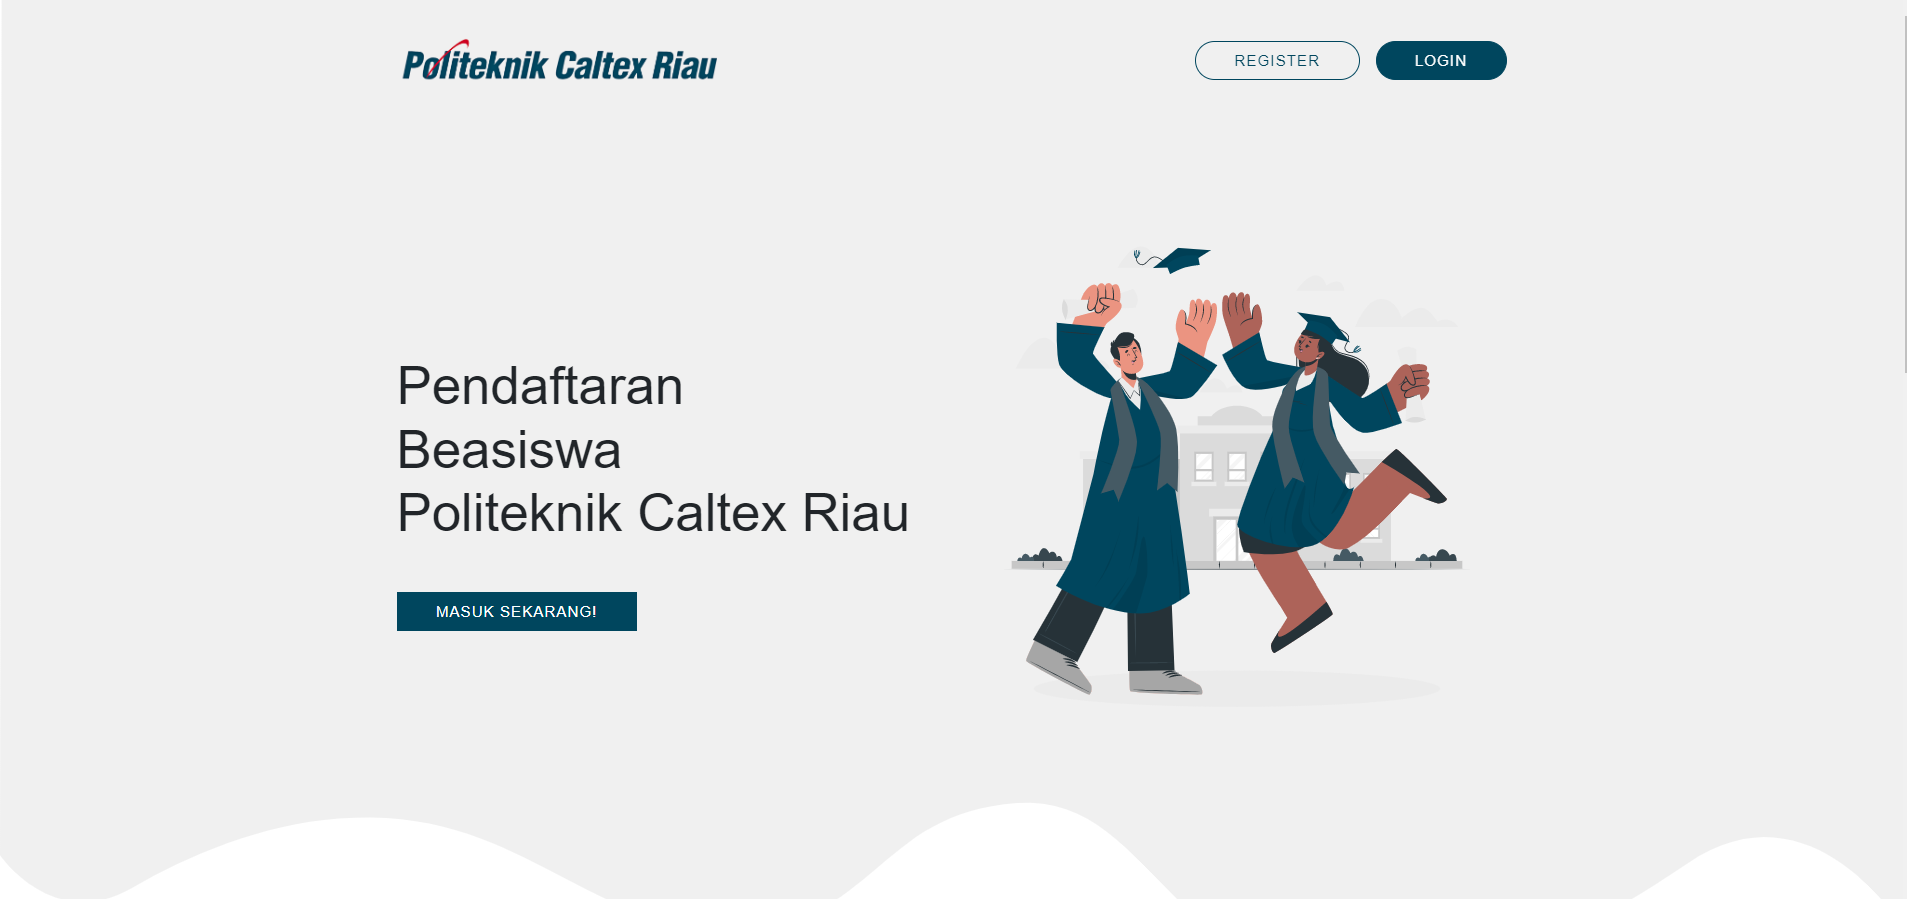 Politeknik Caltex Riau
REGISTER
LOGIN
Pendaftaran
Beasiswa
Politeknik Caltex Riau
MASUK SEKARANG!